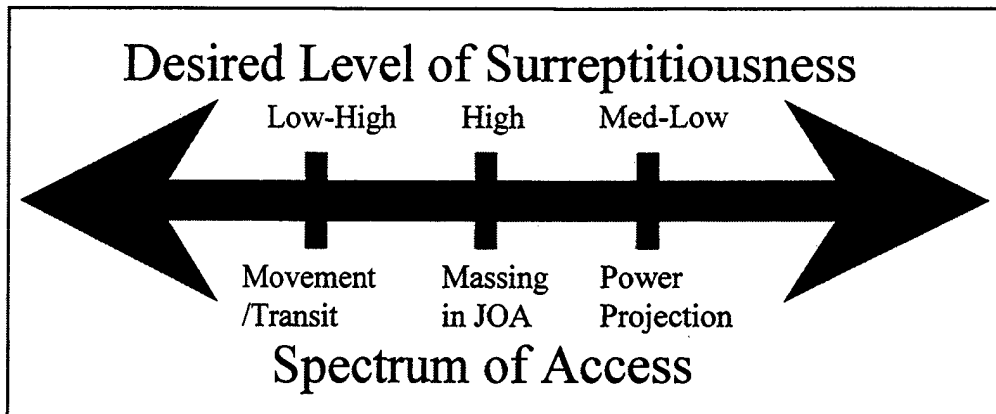 Desired Level of Surreptitiousness
Low-High High Med-Low
Movement Massing Power
/Transit in JOA Projection
Spectrum of Access